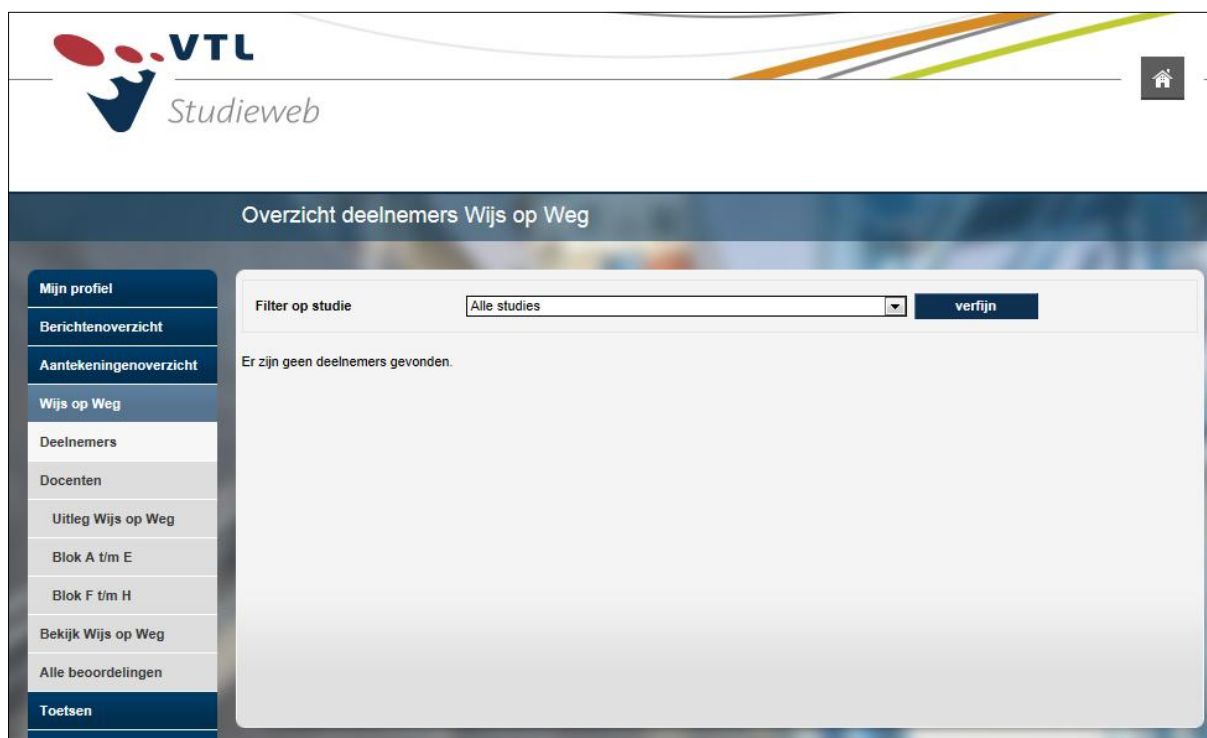 VTL
Studieweb
Overzicht deelnemers Wijs op Weg
Mijn profiel
Berichtenoverzicht
Aantekeningenoverzicht
Wijs op Weg
Deelnemers
Docenten
Uitleg Wijs op Weg
Blok A t/m E
Blok F t/m H
Bekijk Wijs op Weg
Alle beoordelingen
Toetsen
Filter op studie Alle studies verfijn
Er zijn geen deelnemers gevonden.